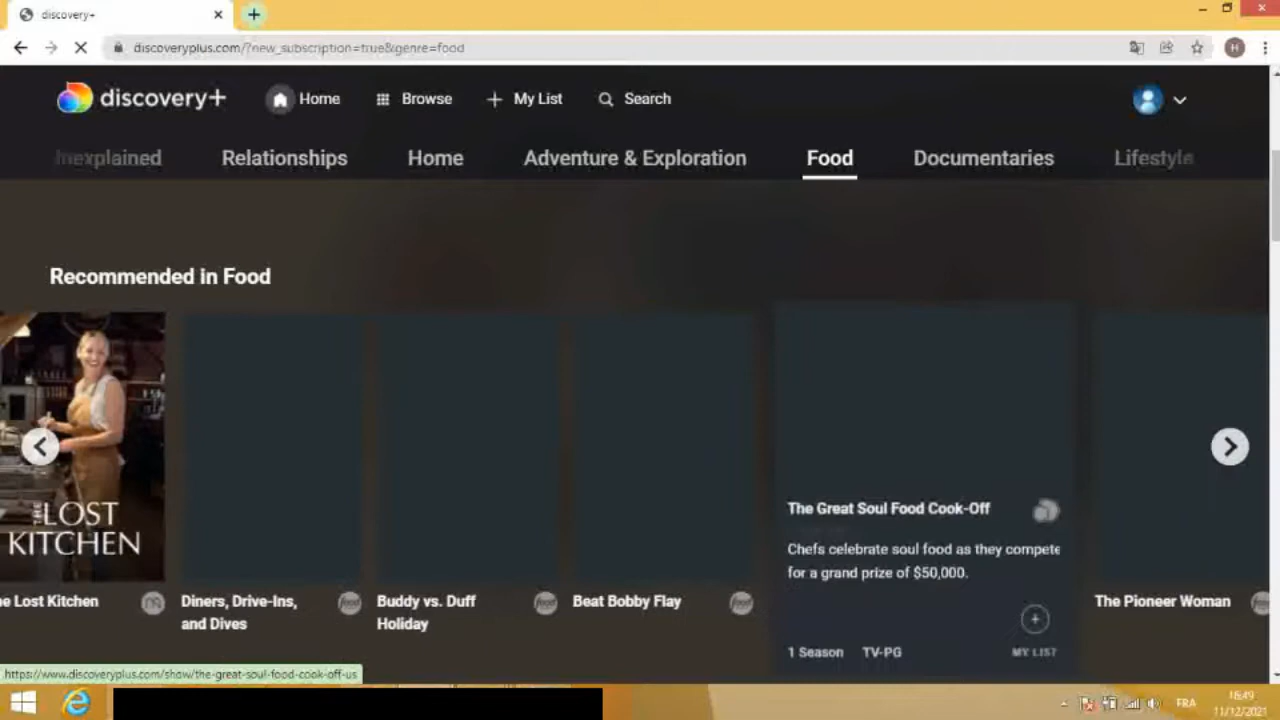 discovery+
discoveryplus.com/?new_subscription=true&genre=food
H
discovery+ Home Browse My List Search
Inexplained Relationships Home Adventure & Exploration Food Documentaries Lifestyle
Recommended in Food
THE LOST
KITCHEN
The Great Soul Food Cook-Off
Chefs celebrate soul food as they compete
for a grand prize of $50,000.
1 Season TV-PG MY LIST
e Lost Kitchen
Diners, Drive-Ins,
and Dives
Buddy vs. Duff
Holiday
Beat Bobby Flay
The Pioneer Woman
https://www.discoveryplus.com/show/the-great-soul-food-cook-off-us
FRA
16:49
11/12/2021